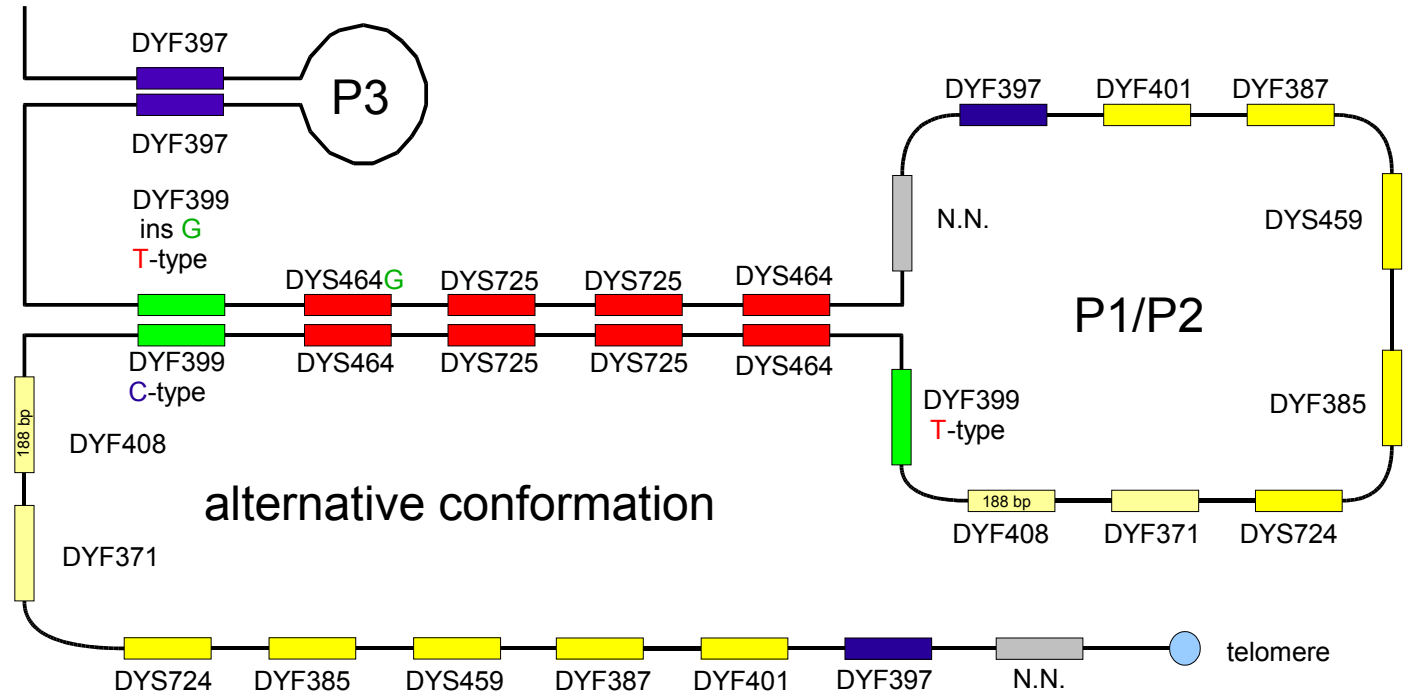 DYF397
P3
DYF397
DYF399
ins G
T-type
DYS464G
DYS725
DYS725
DYS464
DYF399
C-type
DYS464
DYS725
DYS725
DYS464
DYF397
DYF401
DYF387
N.N.
DYS459
P1/P2
DYF385
DYF399
T-type
188 bp
DYF408
DYF371
DYS724
188 bp
DYF408
alternative conformation
DYF371
DYS724
DYF385
DYS459
DYF387
DYF401
DYF397
N.N.
telomere